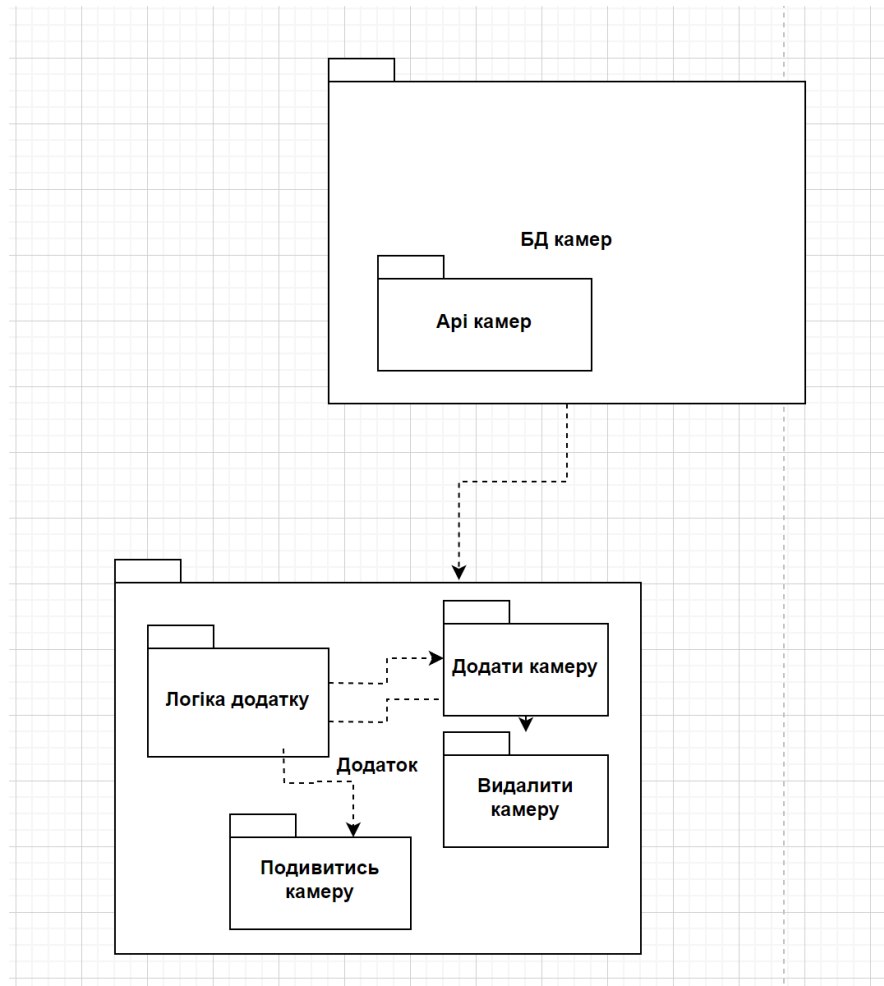 БД камер
Api камер
Додати камеру
Логіка додатку
Додаток
Видалити
камеру
Подивитись
камеру